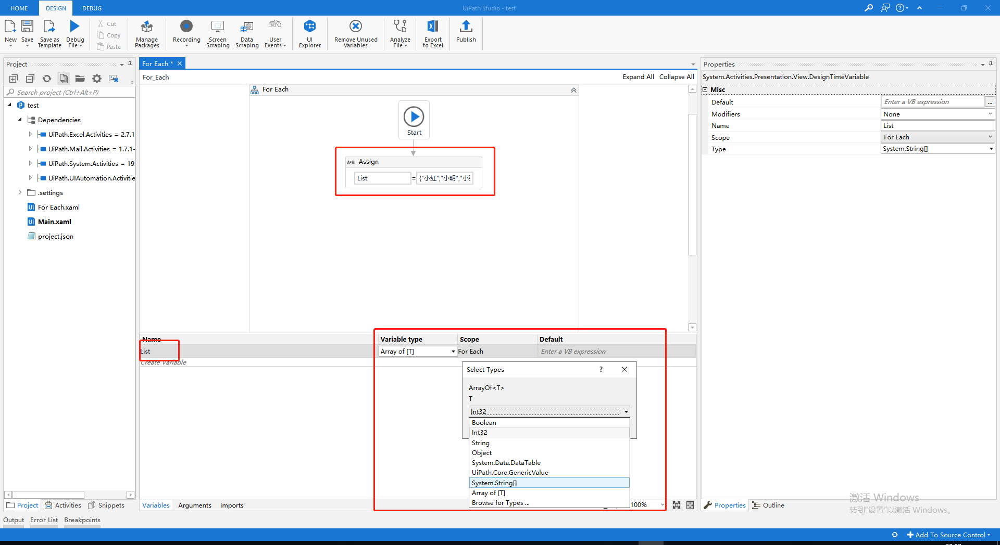 HOME DESIGN DEBUG UiPath Studio - test
New Save Save as Template Debug File
Cut
Copy
Paste
Manage Packages Recording Screen Scraping Data Scraping User Events UI Explorer Remove Unused Variables Analyze File Export to Excel Publish
Project
Search project (Ctrl+Alt+P)
test
Dependencies
UiPath.Excel.Activities = 2.7.1
UiPath.Mail.Activities = 1.7.1-
UiPath.System.Activities = 19.
UiPath.UIAutomation.Activitie
.settings
For Each.xaml
Main.xaml
project.json
Project Activities Snippets
For Each *
For_Each Expand All Collapse All
For Each
Start
A+B Assign
List = {"小红","小明","小
Name Variable type Scope Default
List Array of [T] For Each Enter a VB expression
Create Variable
Select Types ?
ArrayOf<T>
T
Int32
Boolean
Int32
String
Object
System.Data.DataTable
UiPath.Core.GenericValue
System.String[]
Array of [T]
Browse for Types ...
Variables Arguments Imports 100%
Properties
System.Activities.Presentation.View.DesignTimeVariable
Misc
Default Enter a VB expression ...
Modifiers None
Name List
Scope For Each
Type System.String[]
激活 Windows
转到"设置"以激活 Windows。
Properties Outline
Output Error List Breakpoints
Add To Source Control